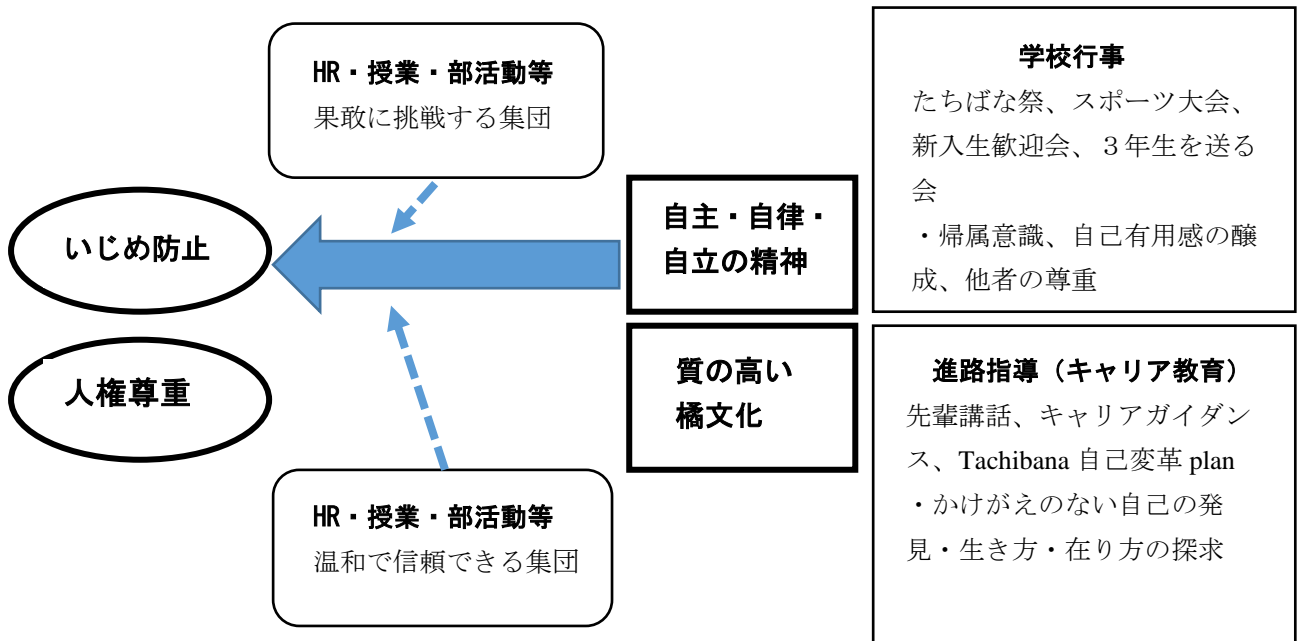 HR・授業・部活動等
果敢に挑戦する集団
学校行事
たちばな祭、スポーツ大会、
新入生歓迎会、３年生を送る
会
・帰属意識、自己有用感の醸
成、他者の尊重
いじめ防止
自主・自律・
自立の精神
人権尊重
質の高い
橘文化
進路指導（キャリア教育）
先輩講話、キャリアガイダン
ス、Tachibana 自己変革 plan
・かけがえのない自己の発
見・生き方・在り方の探求
HR・授業・部活動等
温和で信頼できる集団